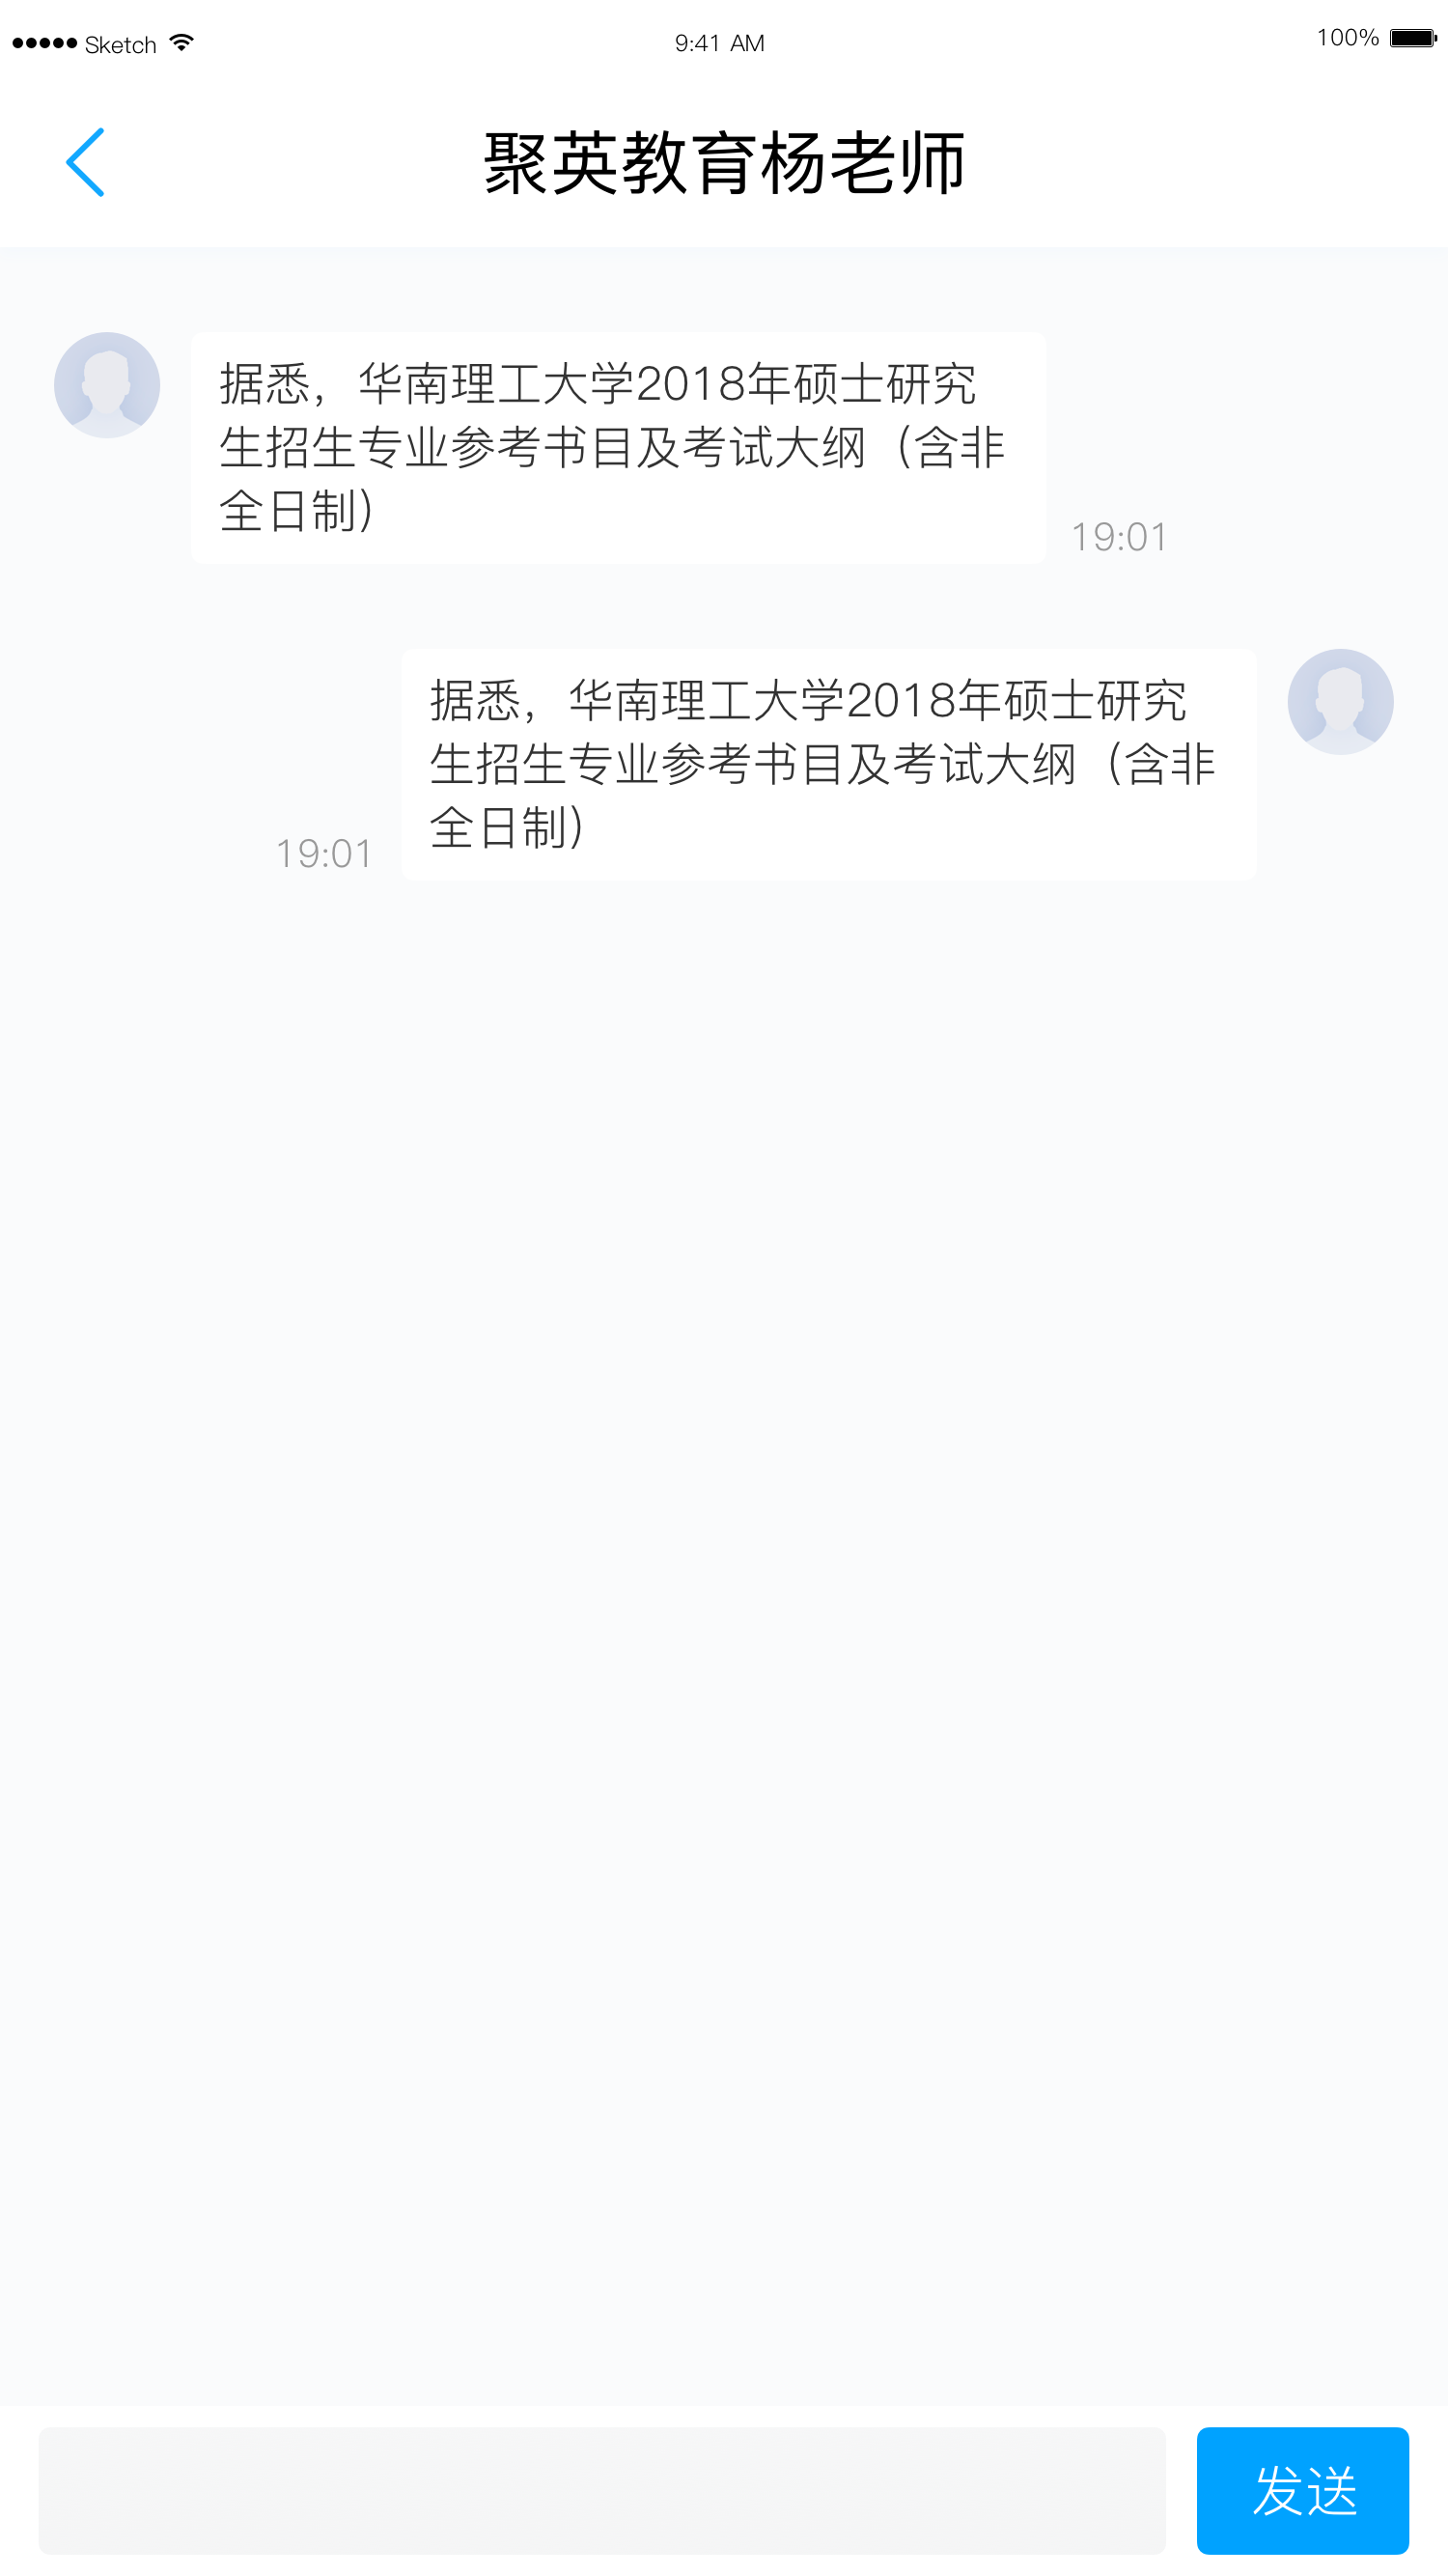 Sketch
9:41 AM
100%
聚英教育杨老师
据悉，华南理工大学2018年硕士研究
生招生专业参考书目及考试大纲（含非
全日制）
19:01
据悉，华南理工大学2018年硕士研究
生招生专业参考书目及考试大纲（含非
全日制）
19:01
发送